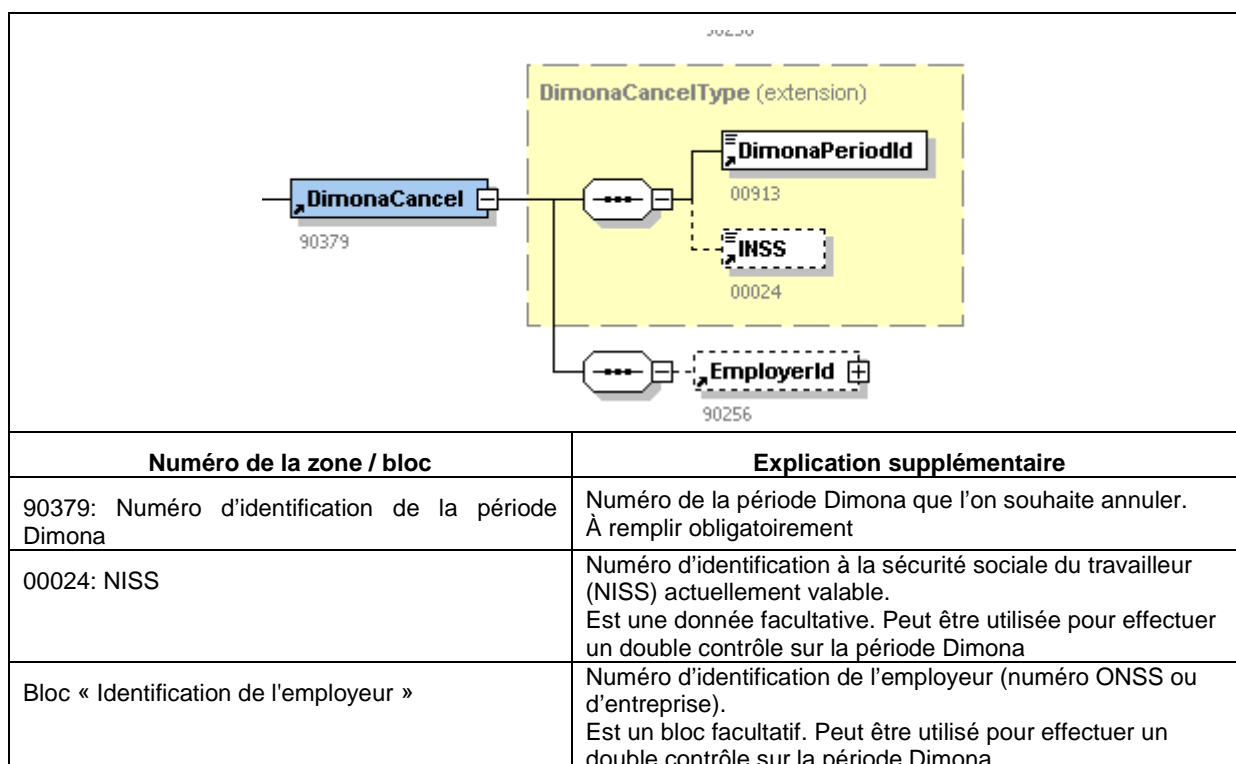 DimonaCancelType (extension)
DimonaPeriodId
00913
DimonaCancel
90379
INSS
00024
EmployerId
90256
Numéro de la zone / bloc
Explication supplémentaire
90379: Numéro d’identification de la période
Dimona
Numéro de la période Dimona que l’on souhaite annuler.
À remplir obligatoirement
00024: NISS
Numéro d’identification à la sécurité sociale du travailleur
(NISS) actuellement valable.
Est une donnée facultative. Peut être utilisée pour effectuer
un double contrôle sur la période Dimona
Bloc « Identification de l'employeur »
Numéro d’identification de l’employeur (numéro ONSS ou
d’entreprise).
Est un bloc facultatif. Peut être utilisé pour effectuer un
double contrôle sur la période Dimona